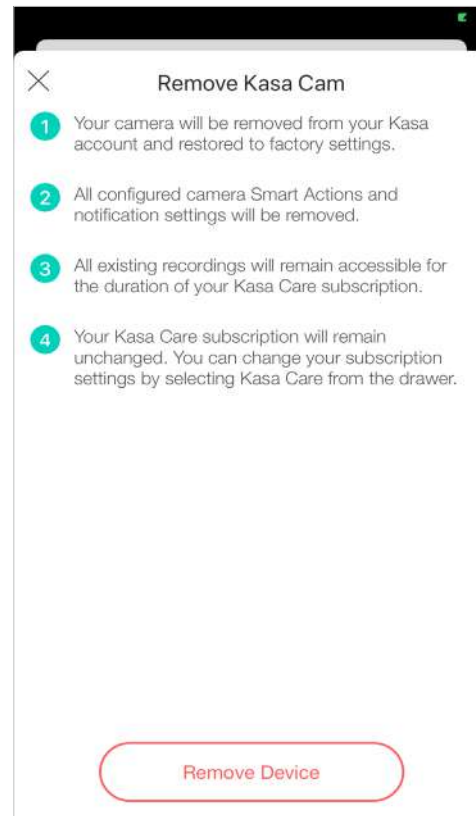 Remove Kasa Cam
1 Your camera will be removed from your Kasa
account and restored to factory settings.
2 All configured camera Smart Actions and
notification settings will be removed.
3 All existing recordings will remain accessible for
the duration of your Kasa Care subscription.
4 Your Kasa Care subscription will remain
unchanged. You can change your subscription
settings by selecting Kasa Care from the drawer.
Remove Device